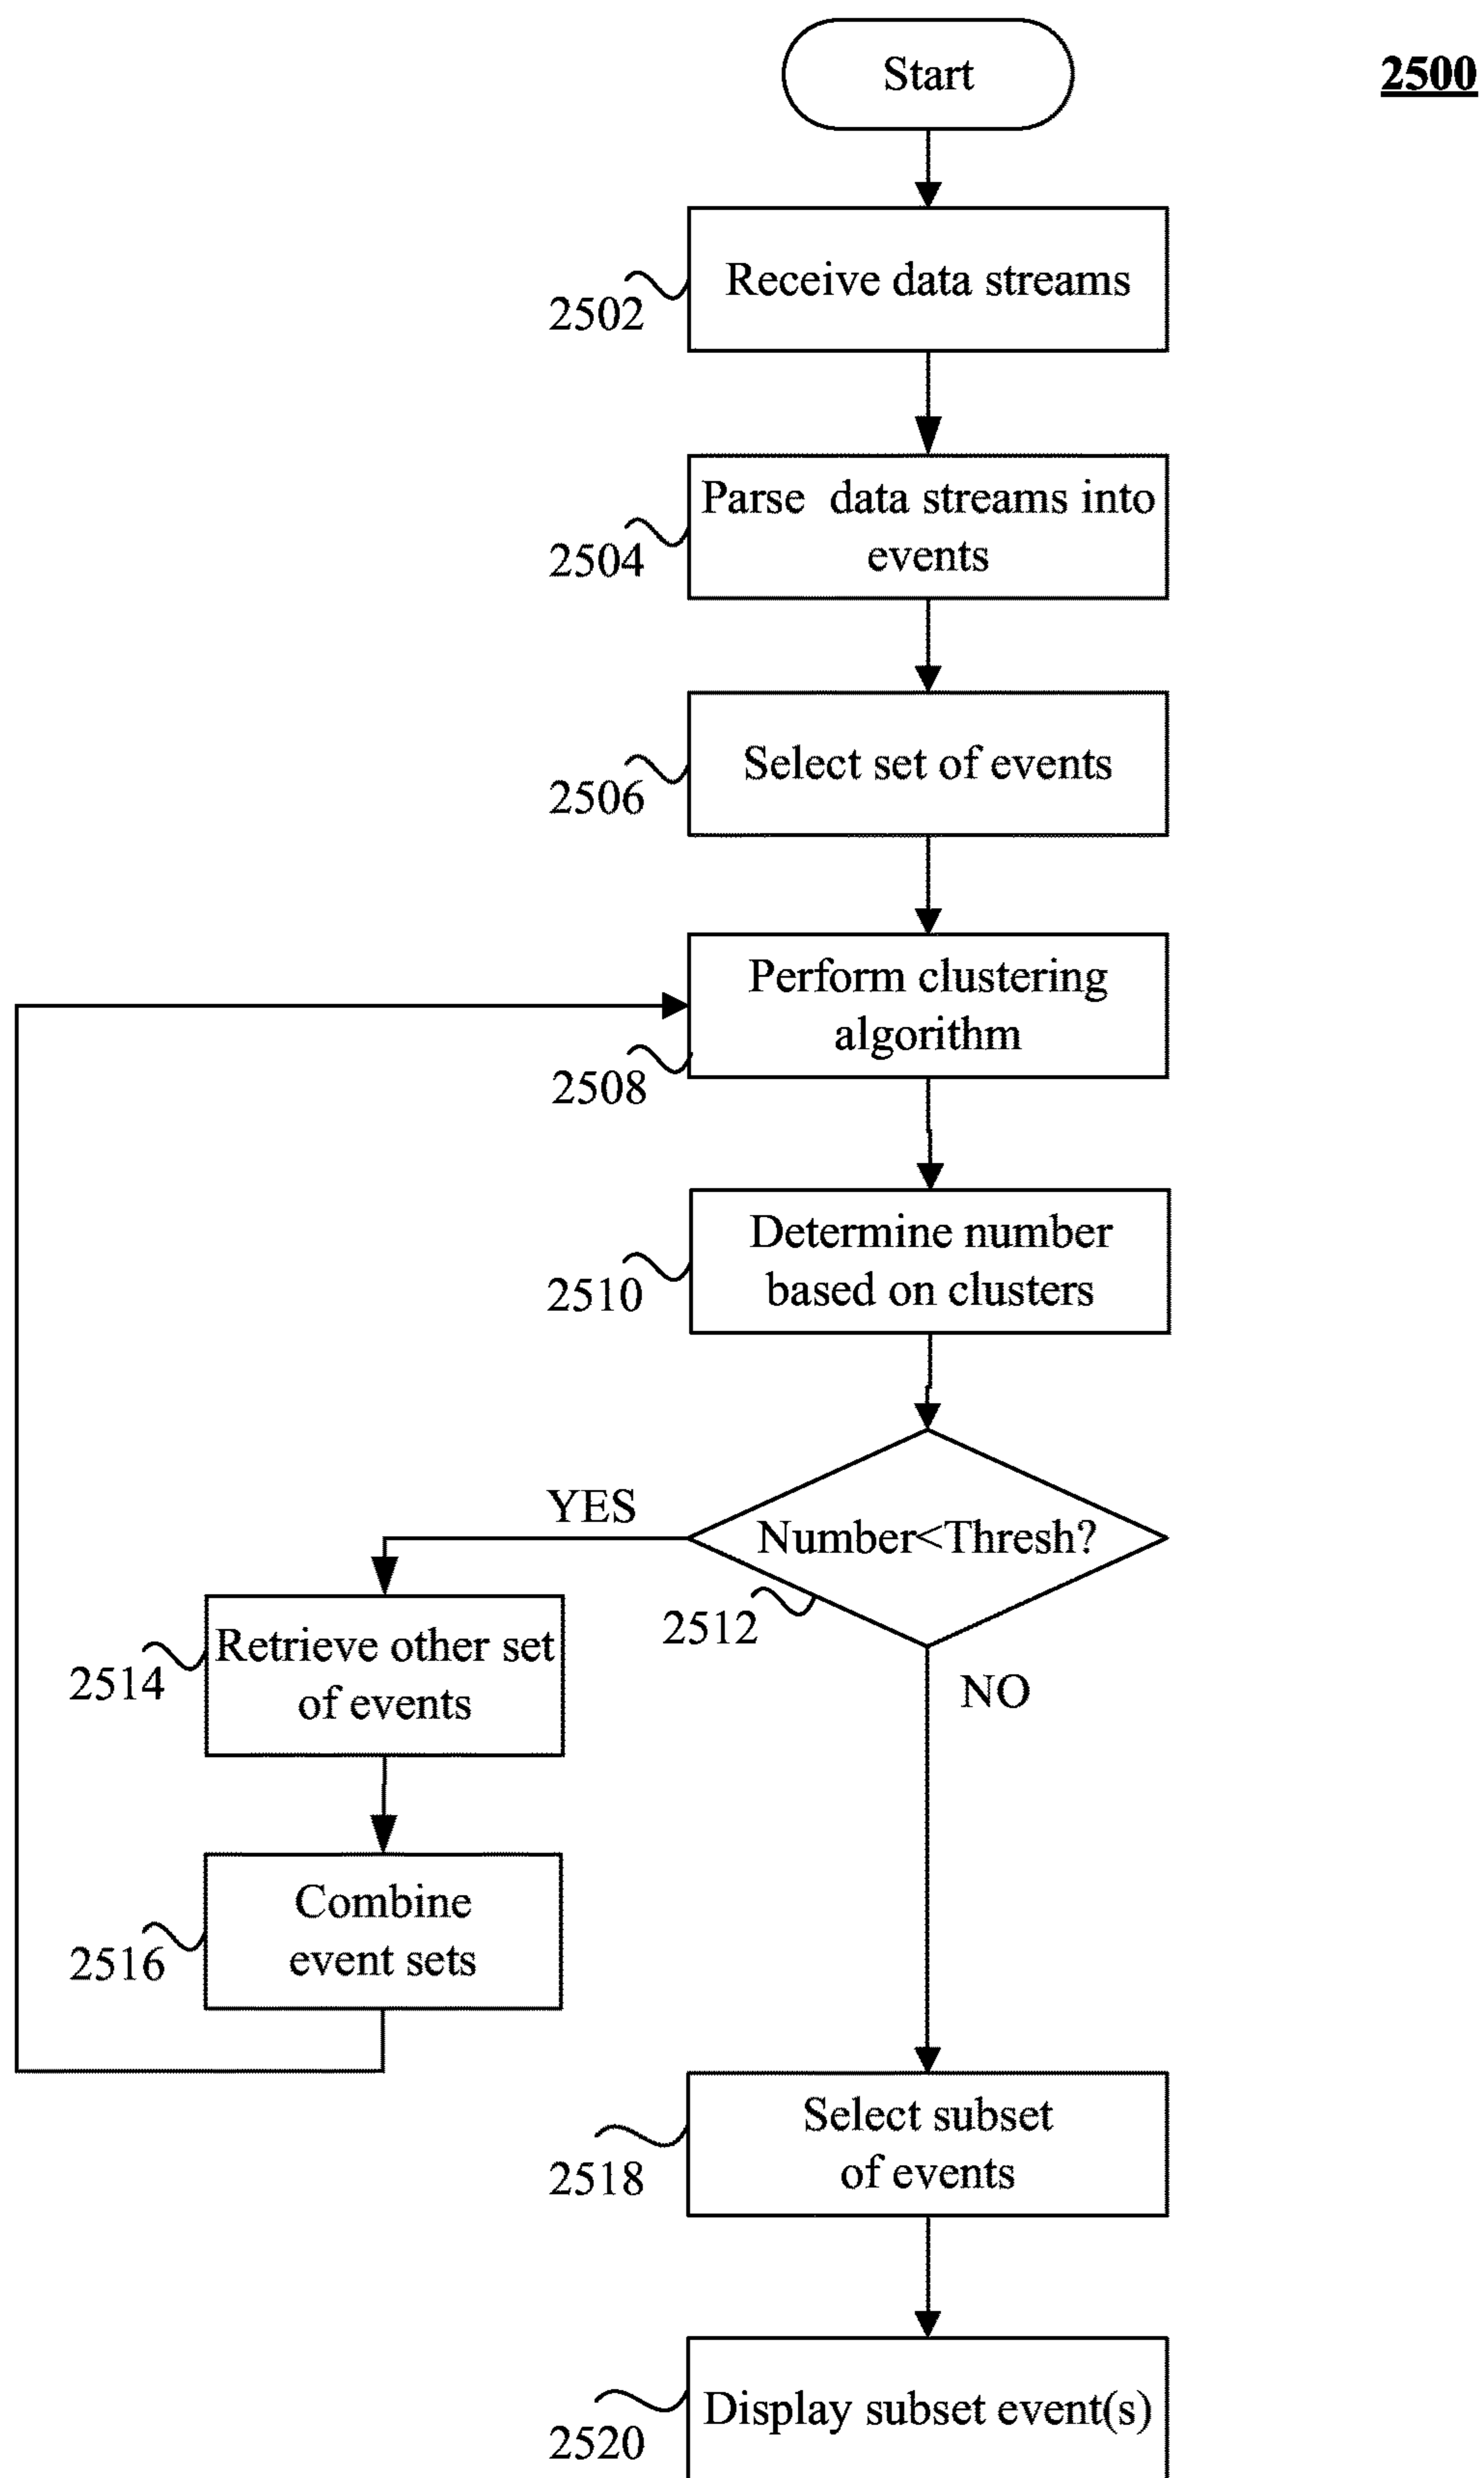 Start
2500
Receive data streams
2502
Parse data streams into
events
2504
Select set of events
2506
Perform clustering
algorithm
2508
Determine number
based on clusters
2510
YES
Number<Thresh?
2512
Retrieve other set
of events
2514
NO
Combine
event sets
2516
Select subset
of events
2518
Display subset event(s)
2520